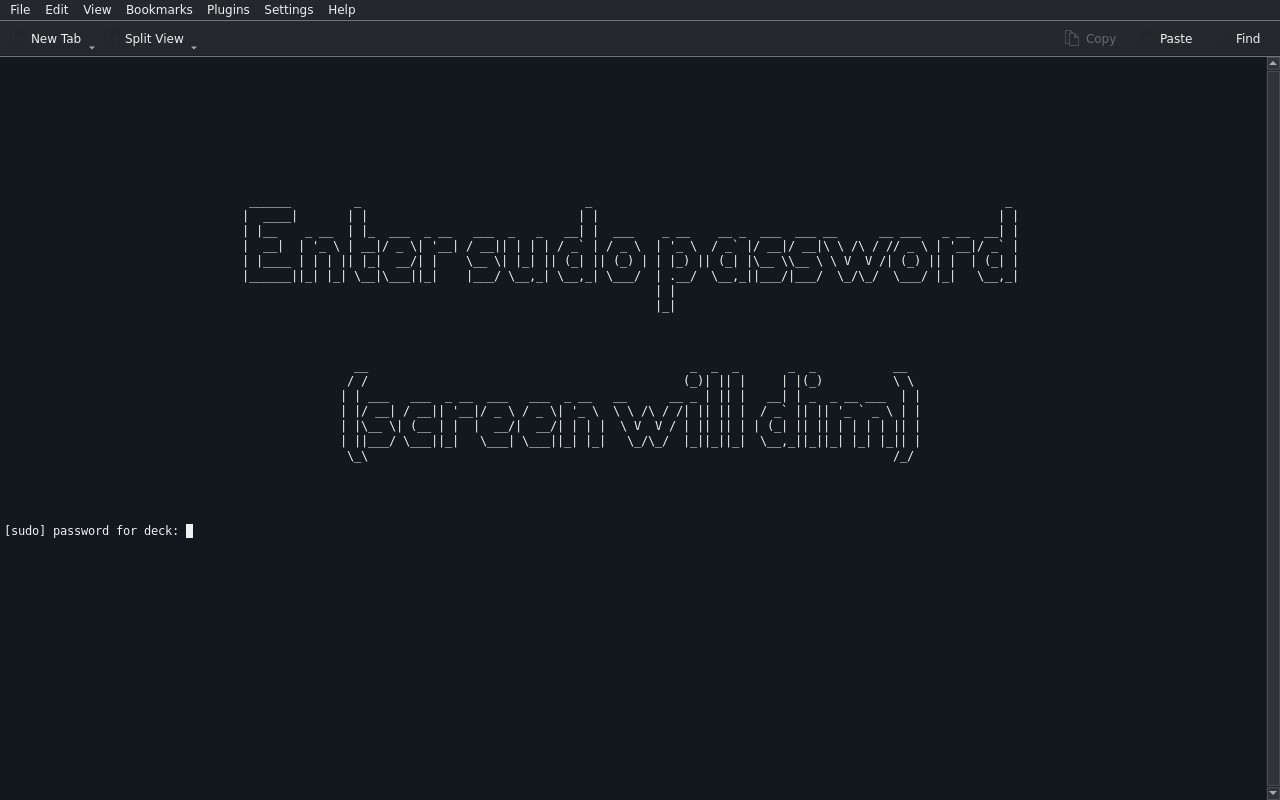 File Edit View Bookmarks Plugins Settings Help
New Tab Split View Copy Paste Find
Enter sudo password
(screen will dim)
[sudo] password for deck: